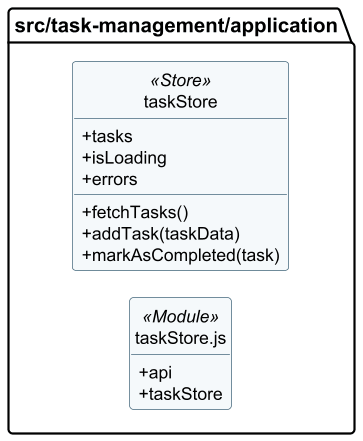 src/task-management/application
«Store»
taskStore
+tasks
+isLoading
+errors
+fetchTasks()
+addTask(taskData)
+markAsCompleted(task)
«Module»
taskStore.js
+api
+taskStore